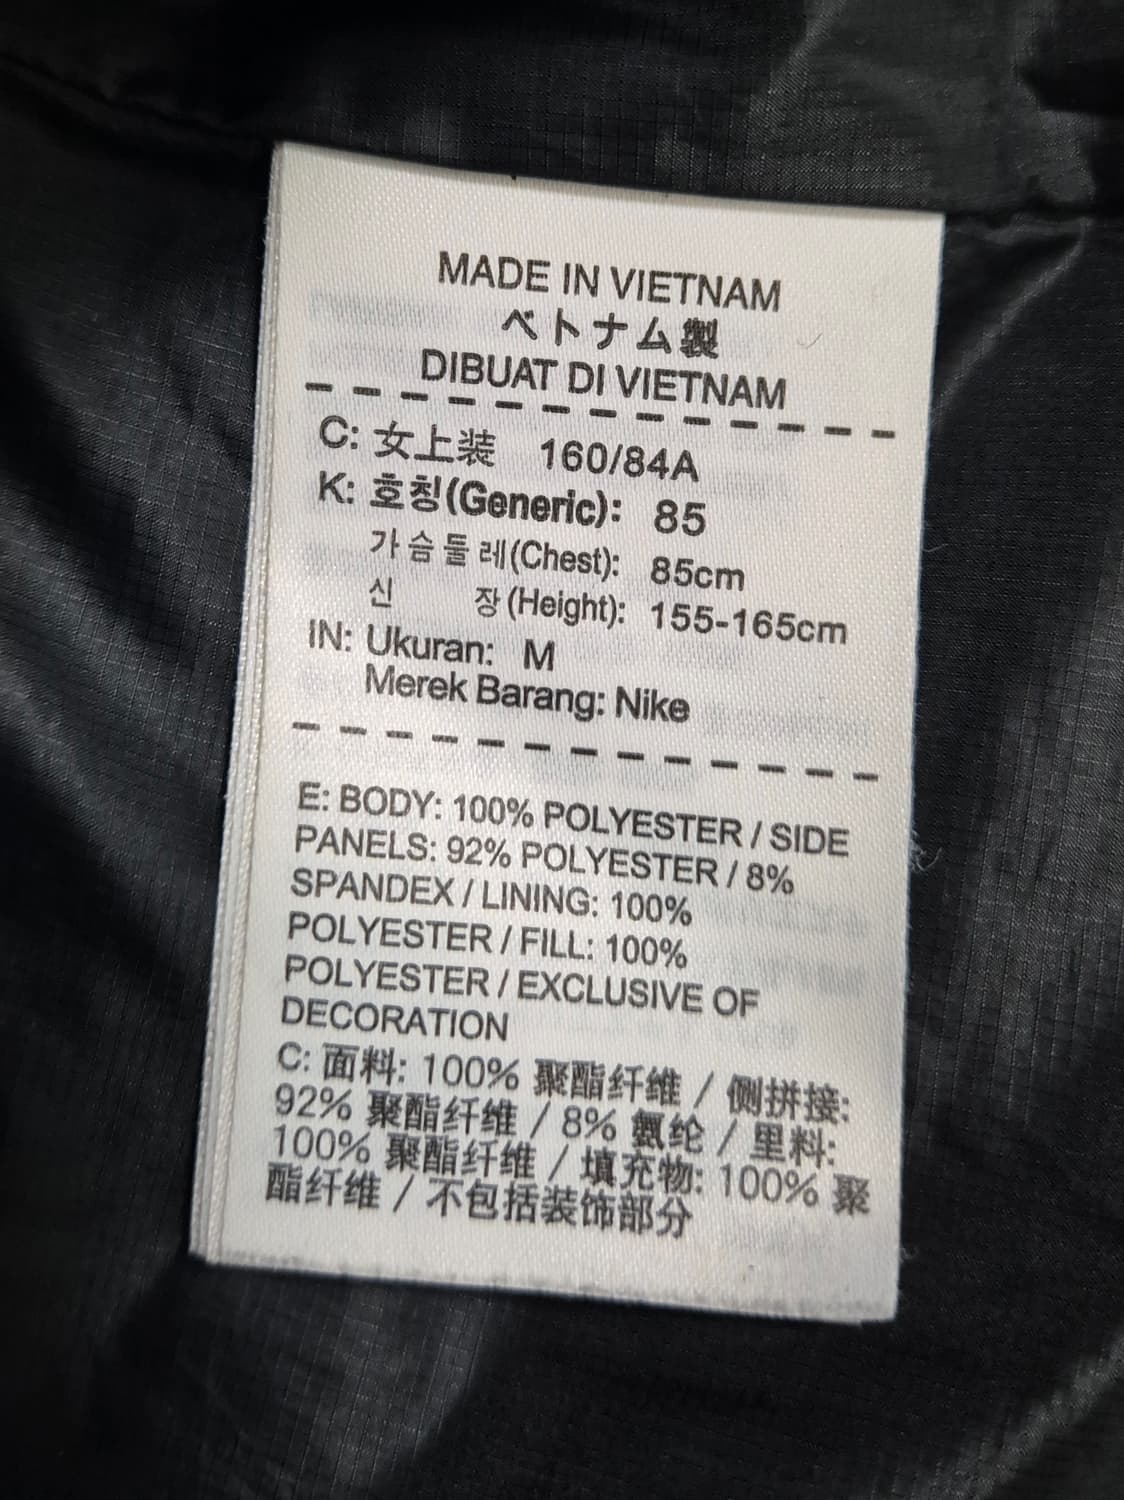 MADE IN VIETNAM
ベトナム製
DIBUAT DI VIETNAM
C: 女上装 160/84A
K: 호칭(Generic): 85
가슴둘레(Chest): 85cm
신 장(Height): 155-165cm
IN: Ukuran: M
Merek Barang: Nike
E: BODY: 100% POLYESTER / SIDE
PANELS: 92% POLYESTER / 8%
SPANDEX / LINING: 100%
POLYESTER / FILL: 100%
POLYESTER / EXCLUSIVE OF
DECORATION
C: 面料: 100% 聚酯纤维 / 侧拼接:
92% 聚酯纤维 / 8% 氨纶 / 里料:
100% 聚酯纤维 / 填充物: 100% 聚
酯纤维 / 不包括装饰部分